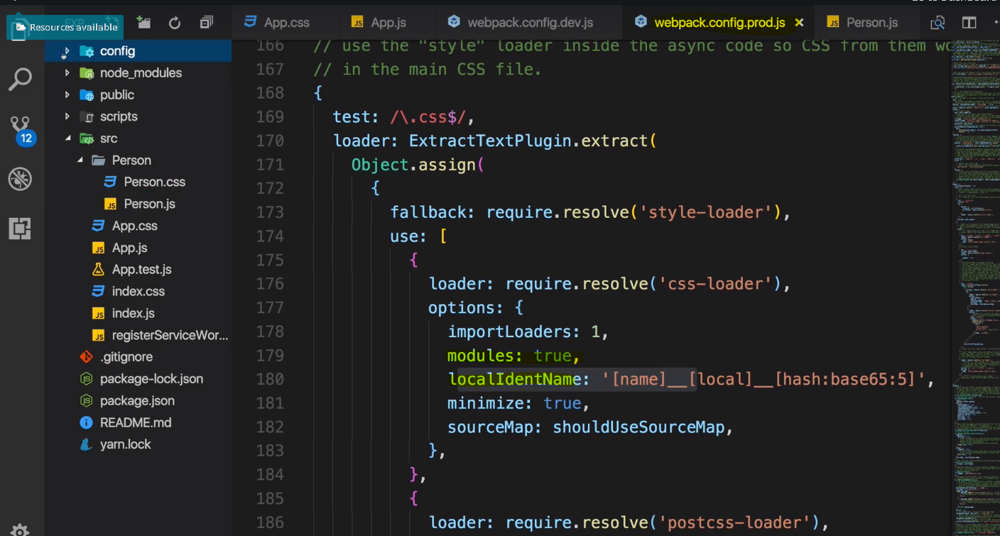 Resources available
App.css
App.js
webpack.config.dev.js
webpack.config.prod.js
Person.js
config
node_modules
public
scripts
src
Person
Person.css
Person.js
App.css
App.js
App.test.js
index.css
index.js
registerServiceWor...
.gitignore
package-lock.json
package.json
README.md
yarn.lock
12
166 // use the "style" loader inside the async code so CSS from them wo
167 // in the main CSS file.
168 {
169 test: /\.css$/,
170 loader: ExtractTextPlugin.extract(
171 Object.assign(
172 {
173 fallback: require.resolve('style-loader'),
174 use: [
175 {
176 loader: require.resolve('css-loader'),
177 options: {
178 importLoaders: 1,
179 modules: true,
180 localIdentName: '[name]__[local]__[hash:base65:5]',
181 minimize: true,
182 sourceMap: shouldUseSourceMap,
183 },
184 },
185 {
186 loader: require.resolve('postcss-loader'),